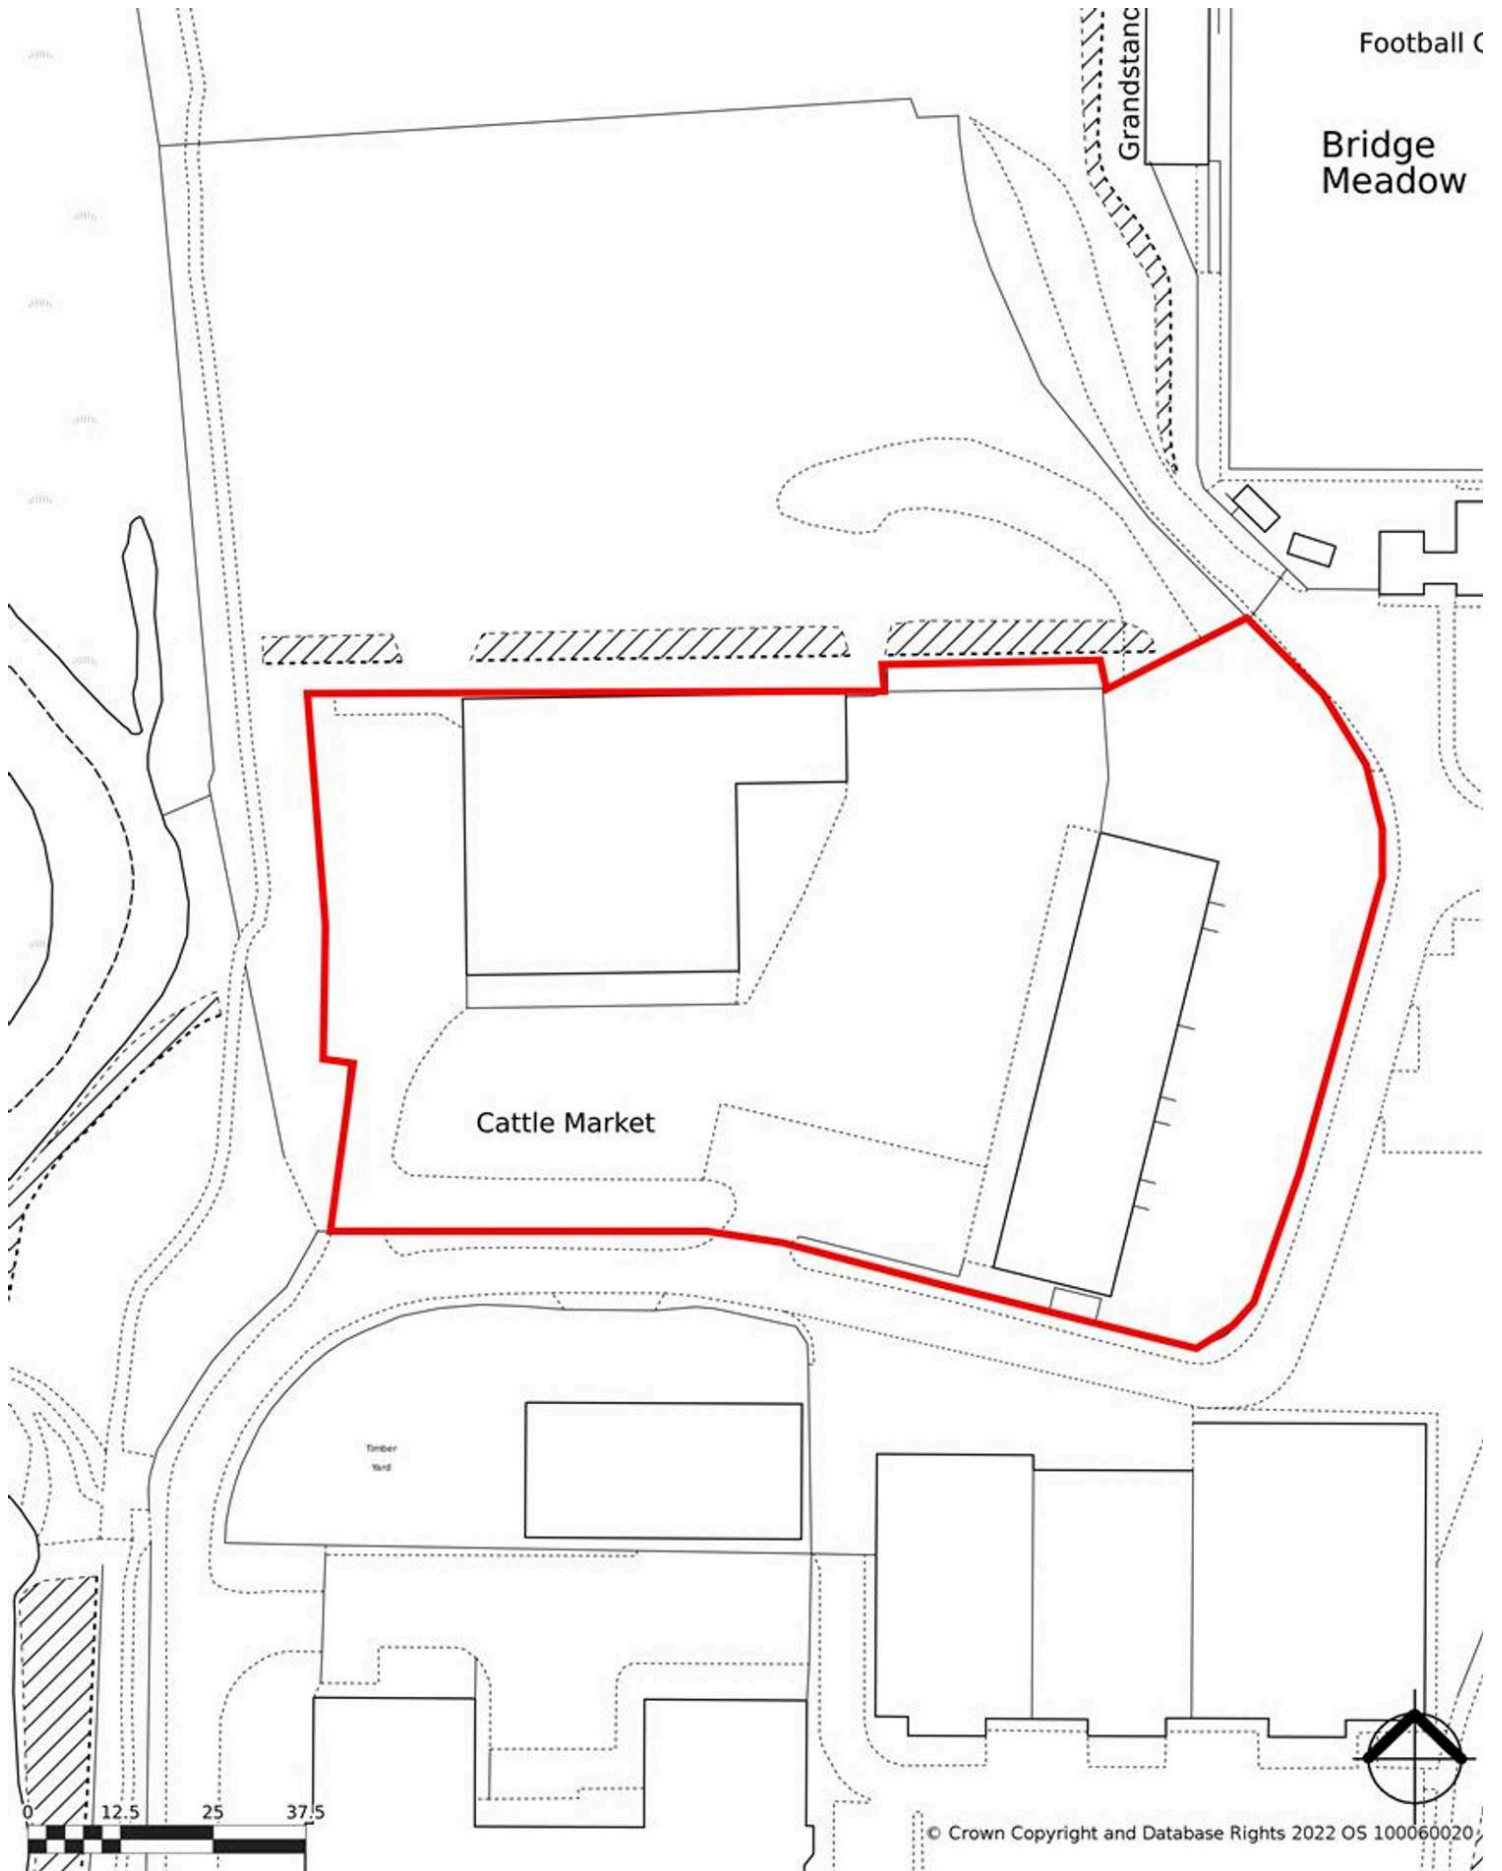 Grandstand
Football
Bridge
Meadow
Cattle Market
Timber
Yard
0 12.5 25 37.5
© Crown Copyright and Database Rights 2022 OS 100060020